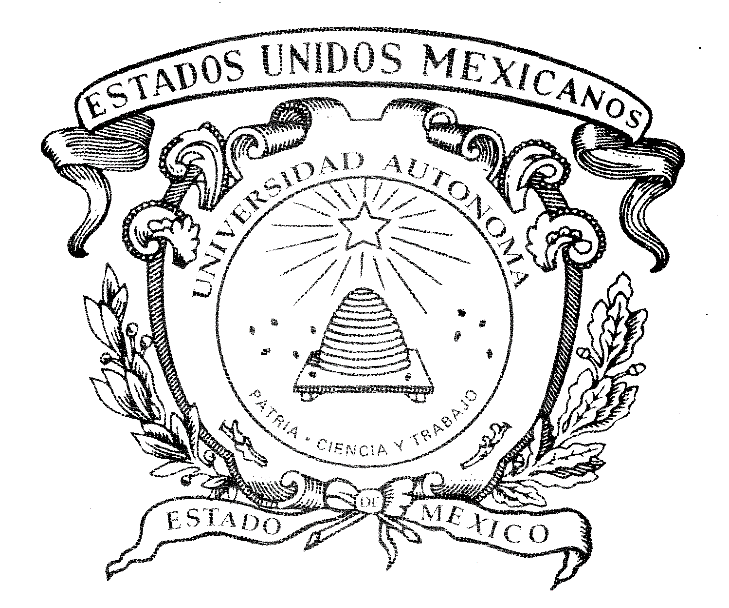 ESTADOS UNIDOS MEXICANOS
UNIVERSIDAD AUTONOMA
PATRIA • CIENCIA Y TRABAJO
DE
ESTADO MEXICO